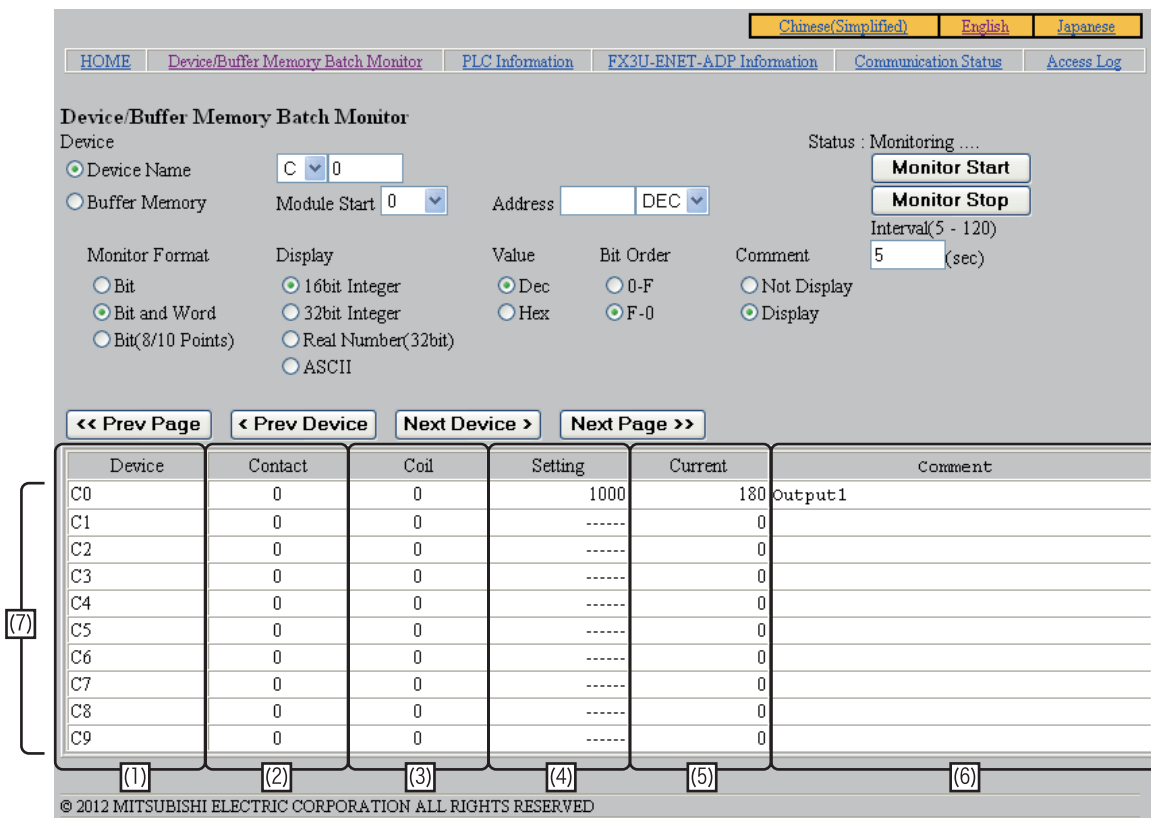 Chinese(Simplified) English Japanese
HOME Device/Buffer Memory Batch Monitor PLC Information FX3U-ENET-ADP Information Communication Status Access Log
Device/Buffer Memory Batch Monitor
Device Status : Monitoring ....
Device Name C 0 Monitor Start
Buffer Memory Module Start 0 Address DEC Monitor Stop
Interval(5 - 120)
Monitor Format Display Value Bit Order Comment 5 (sec)
Bit 16bit Integer Dec 0-F Not Display
Bit and Word 32bit Integer Hex F-0 Display
Bit(8/10 Points) Real Number(32bit)
ASCII
<< Prev Page < Prev Device Next Device > Next Page >>
Device Contact Coil Setting Current Comment
C0 0 0 1000 180 Output1
C1 0 0 ------ 0
C2 0 0 ------ 0
C3 0 0 ------ 0
C4 0 0 ------ 0
(7)
C5 0 0 ------ 0
C6 0 0 ------ 0
C7 0 0 ------ 0
C8 0 0 ------ 0
C9 0 0 ------ 0
(1) (2) (3) (4) (5) (6)
© 2012 MITSUBISHI ELECTRIC CORPORATION ALL RIGHTS RESERVED